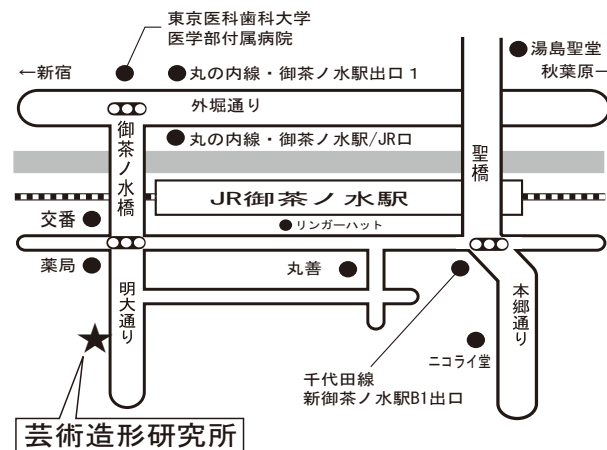 東京医科歯科大学
医学部付属病院
←新宿
丸の内線・御茶ノ水駅出口1
湯島聖堂
秋葉原→
外堀通り
丸の内線・御茶ノ水駅/JR口
御茶ノ水橋
聖橋
JR御茶ノ水駅
交番
リンガーハット
薬局
丸善
明大通り
本郷通り
ニコライ堂
千代田線
新御茶ノ水駅B1出口
芸術造形研究所